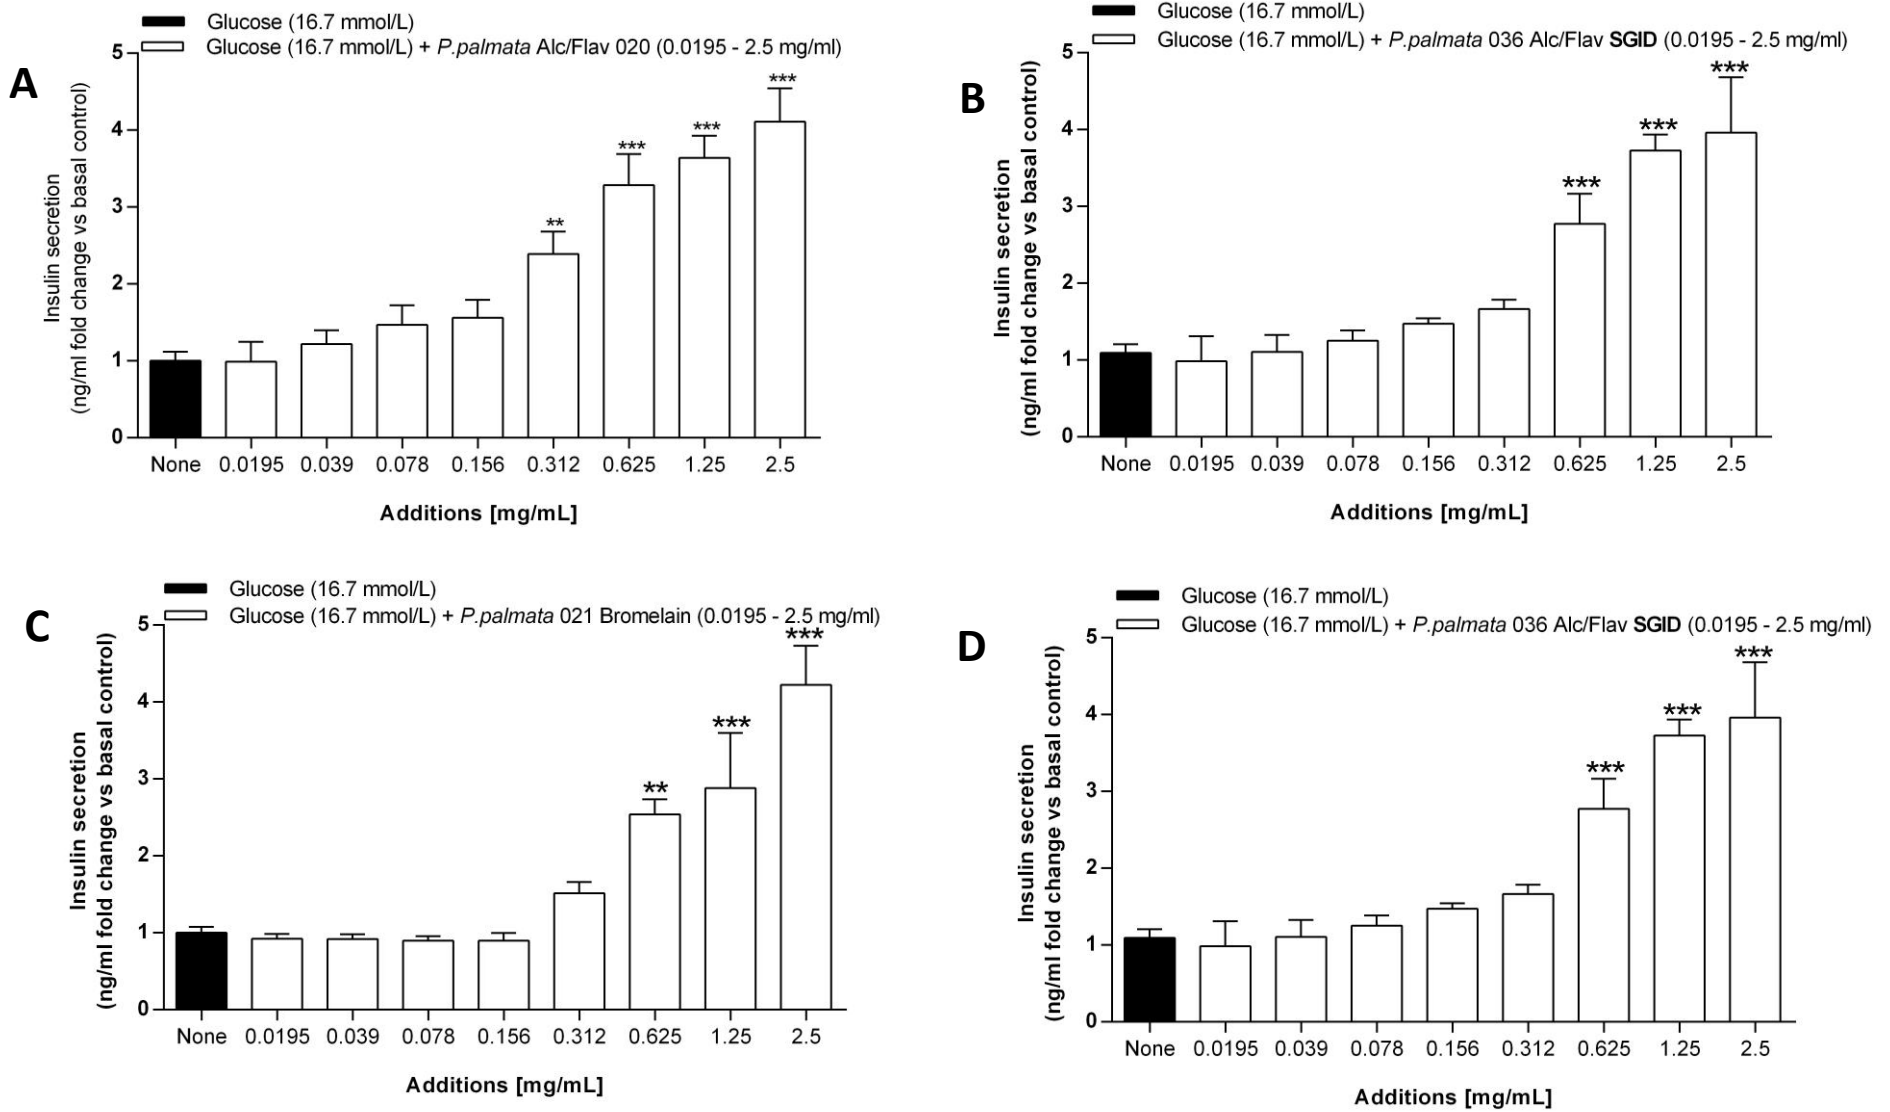 A
Glucose (16.7 mmol/L)
Glucose (16.7 mmol/L) + P.palmata Alc/Flav 020 (0.0195 - 2.5 mg/ml)
Insulin secretion
(ng/ml fold change vs basal control)
5
4
3
2
1
0
**
***
***
***
None 0.0195 0.039 0.078 0.156 0.312 0.625 1.25 2.5
Additions [mg/mL]
B
Glucose (16.7 mmol/L)
Glucose (16.7 mmol/L) + P.palmata 036 Alc/Flav SGID (0.0195 - 2.5 mg/ml)
Insulin secretion
(ng/ml fold change vs basal control)
5
4
3
2
1
0
***
***
***
None 0.0195 0.039 0.078 0.156 0.312 0.625 1.25 2.5
Additions [mg/mL]
C
Glucose (16.7 mmol/L)
Glucose (16.7 mmol/L) + P.palmata 021 Bromelain (0.0195 - 2.5 mg/ml)
Insulin secretion
(ng/ml fold change vs basal control)
5
4
3
2
1
0
**
***
***
None 0.0195 0.039 0.078 0.156 0.312 0.625 1.25 2.5
Additions [mg/mL]
D
Glucose (16.7 mmol/L)
Glucose (16.7 mmol/L) + P.palmata 036 Alc/Flav SGID (0.0195 - 2.5 mg/ml)
Insulin secretion
(ng/ml fold change vs basal control)
5
4
3
2
1
0
***
***
***
None 0.0195 0.039 0.078 0.156 0.312 0.625 1.25 2.5
Additions [mg/mL]